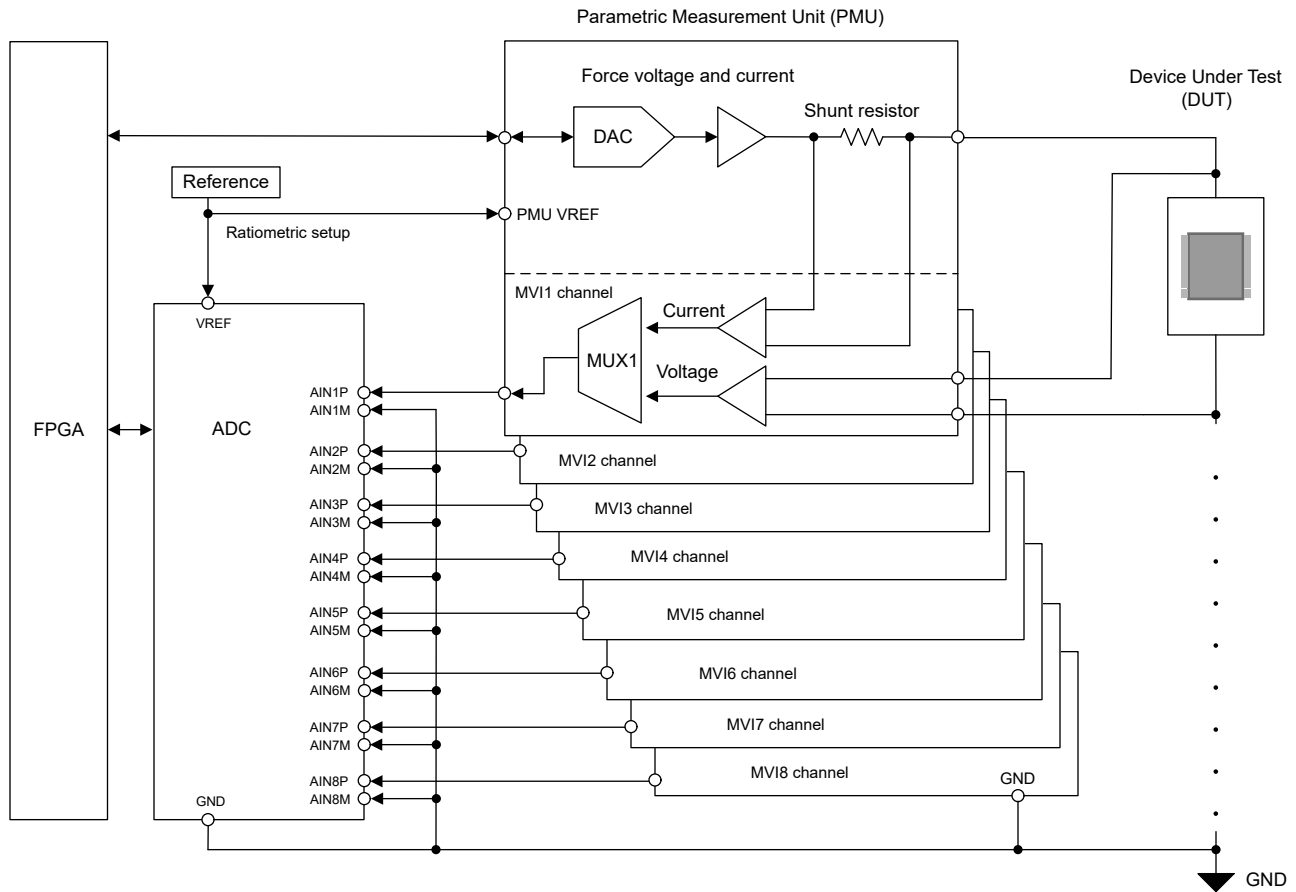 Parametric Measurement Unit (PMU)
Force voltage and current
Device Under Test
(DUT)
Shunt resistor
DAC
Reference
PMU VREF
Ratiometric setup
MVI1 channel
Current
VREF
MUX1
Voltage
AIN1P
AIN1M
FPGA
ADC
AIN2P
MVI2 channel
AIN2M
AIN3P
MVI3 channel
AIN3M
AIN4P
MVI4 channel
AIN4M
AIN5P
MVI5 channel
AIN5M
AIN6P
MVI6 channel
AIN6M
AIN7P
MVI7 channel
AIN7M
AIN8P
MVI8 channel
GND
AIN8M
GND
GND